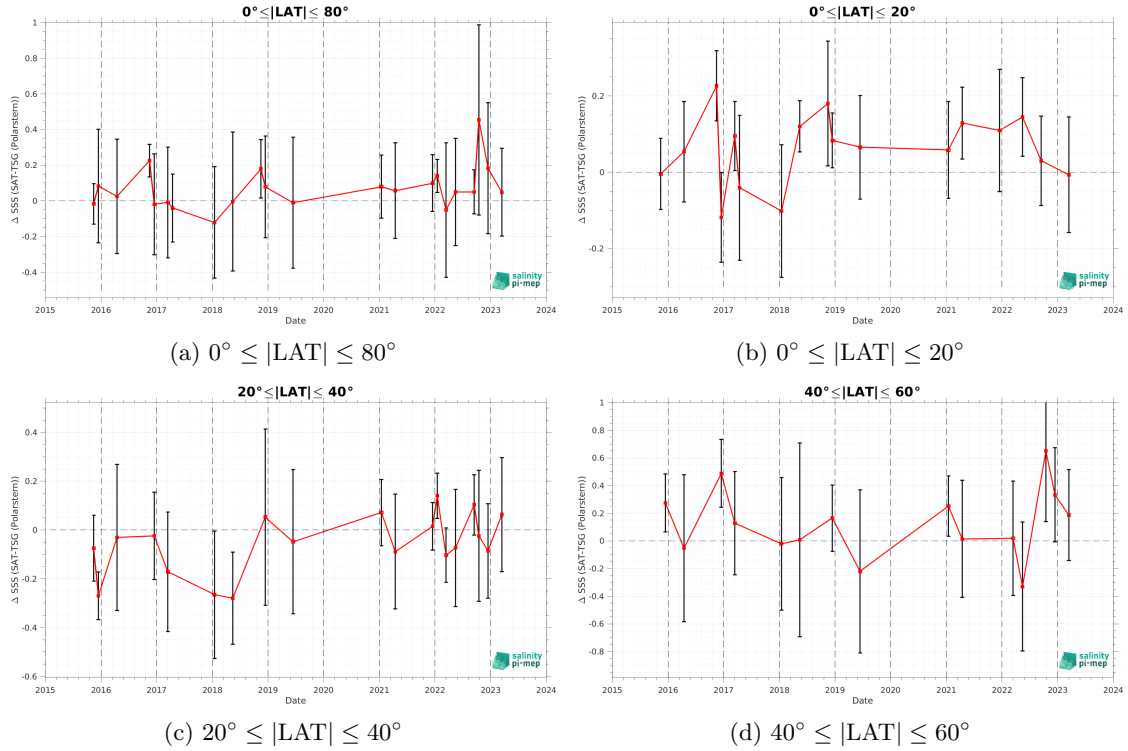 0°≤|LAT|≤ 80°
Δ SSS (SAT-TSG (Polarstern))
1
0.8
0.6
0.4
0.2
0
-0.2
-0.4
2015 2016 2017 2018 2019 2020 2021 2022 2023 2024
Date
salinity
pi-mep
(a) 0° ≤ |LAT| ≤ 80°
0°≤|LAT|≤ 20°
Δ SSS (SAT-TSG (Polarstern))
0.2
0
-0.2
2015 2016 2017 2018 2019 2020 2021 2022 2023 2024
Date
salinity
pi-mep
(b) 0° ≤ |LAT| ≤ 20°
20°≤|LAT|≤ 40°
Δ SSS (SAT-TSG (Polarstern))
0.4
0.2
0
-0.2
-0.4
-0.6
2015 2016 2017 2018 2019 2020 2021 2022 2023 2024
Date
salinity
pi-mep
(c) 20° ≤ |LAT| ≤ 40°
40°≤|LAT|≤ 60°
Δ SSS (SAT-TSG (Polarstern))
1
0.8
0.6
0.4
0.2
0
-0.2
-0.4
-0.6
-0.8
2015 2016 2017 2018 2019 2020 2021 2022 2023 2024
Date
salinity
pi-mep
(d) 40° ≤ |LAT| ≤ 60°